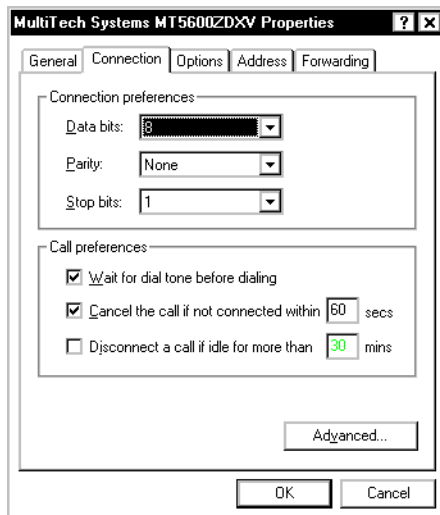 MultiTech Systems MT5600ZDXV Properties ? X
General Connection Options Address Forwarding
Connection preferences
Data bits: 8
Parity: None
Stop bits: 1
Call preferences
Wait for dial tone before dialing
Cancel the call if not connected within 60 secs
Disconnect a call if idle for more than 30 mins
Advanced...
OK Cancel